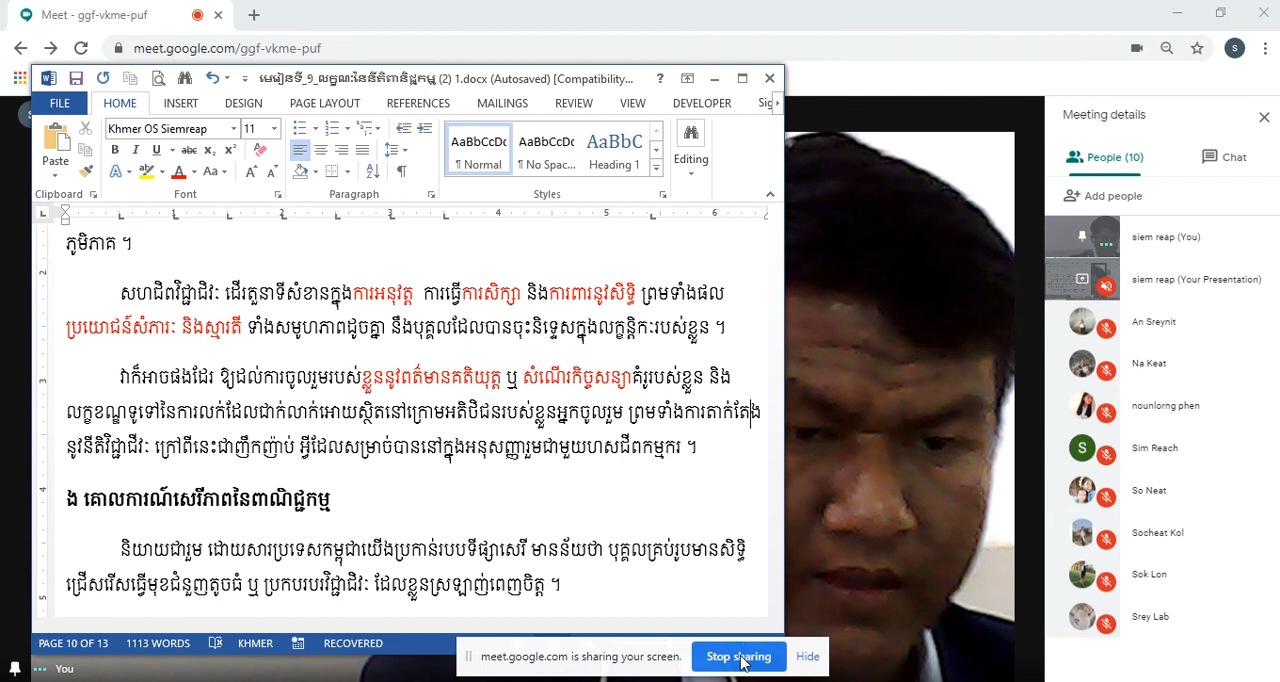 Meet - ggf-vkme-puf
meet.google.com/ggf-vkme-puf
S
មេរៀនទី_9_លក្ខណៈនៃនីតិពាណិជ្ជកម្ម (2) 1.docx (Autosaved) [Compatibility...
FILE HOME INSERT DESIGN PAGE LAYOUT REFERENCES MAILINGS REVIEW VIEW DEVELOPER Sig
Khmer OS Siemreap 11
AaBbCcDc AaBbCcDc AaBbC
Paste
¶ Normal ¶ No Spac... Heading 1
Editing
Clipboard Font Paragraph Styles
1 2 3 4 5 6
ភូមិភាគ ។
សហជីពវិជ្ជាជិវៈ ដើរតួនាទីសំខានក្នុងការអនុវត្ត ការធ្វើការសិក្សា និងការពារនូវសិទ្ធិ ព្រមទាំងផល
ប្រយោជន៍សំភារៈ និងស្មារតី ទាំងសមូហភាពដូចគ្នា នឹងបុគ្គលដែលបានចុះនិទ្ទេសក្នុងលក្ខន្តិកៈរបស់ខ្លួន ។
វាក៏អាចផងដែរ ឱ្យដល់ការចូលរួមរបស់ខ្លួននូវពត៌មានគតិយុត្ត ឬ សំណើរកិច្ចសន្យាគំរូរបស់ខ្លួន និង
លក្ខខណ្ឌទូទៅនៃការលក់ដែលដាក់លាក់អោយស្ថិតនៅក្រោមអតិថិជនរបស់ខ្លួនអ្នកចូលរួម ព្រមទាំងការតាក់តែង
នូវនីតិវិជ្ជាជីវៈ ក្រៅពីនេះជាញឹកញ៉ាប់ អ្វីដែលសម្រាច់បាននៅក្នុងអនុសញ្ញារួមជាមួយហសជីពកម្មករ ។
ង គោលការណ៍សេរីភាពនៃពាណិជ្ជកម្ម
និយាយជារួម ដោយសារប្រទេសកម្ពុជាយើងប្រកាន់របបទីផ្សាសេរី មានន័យថា បុគ្គលគ្រប់រូបមានសិទ្ធិ
ជ្រើសរើសធ្វើមុខជំនួញតូចធំ ឬ ប្រកបរបរវិជ្ជាជិវៈ ដែលខ្លួនស្រឡាញ់ពេញចិត្ត ។
PAGE 10 OF 13 1113 WORDS KHMER RECOVERED
meet.google.com is sharing your screen. Stop sharing Hide
You
Meeting details
People (10) Chat
Add people
siem reap (You)
siem reap (Your Presentation)
An Sreynit
Na Keat
nounlorng phen
S Sim Reach
So Neat
Socheat Kol
Sok Lon
Srey Lab